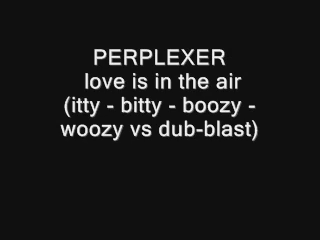 PERPLEXER
love is in the air
(itty - bitty - boozy -
woozy vs dub-blast)